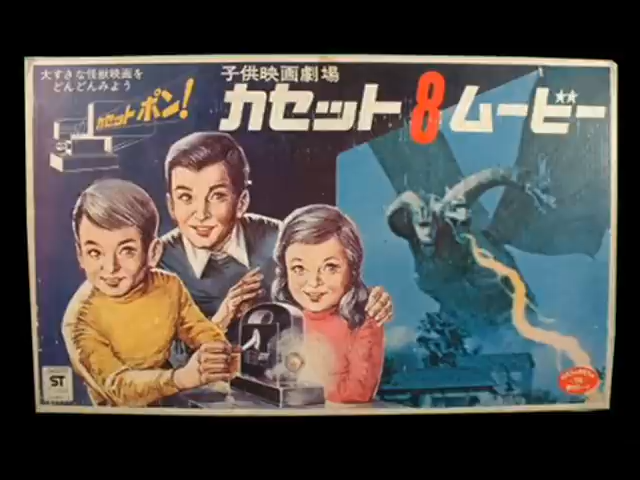 大すきな怪獣映画を
どんどんみよう
カセットポン!
子供映画劇場
カセット8ムービー
ST